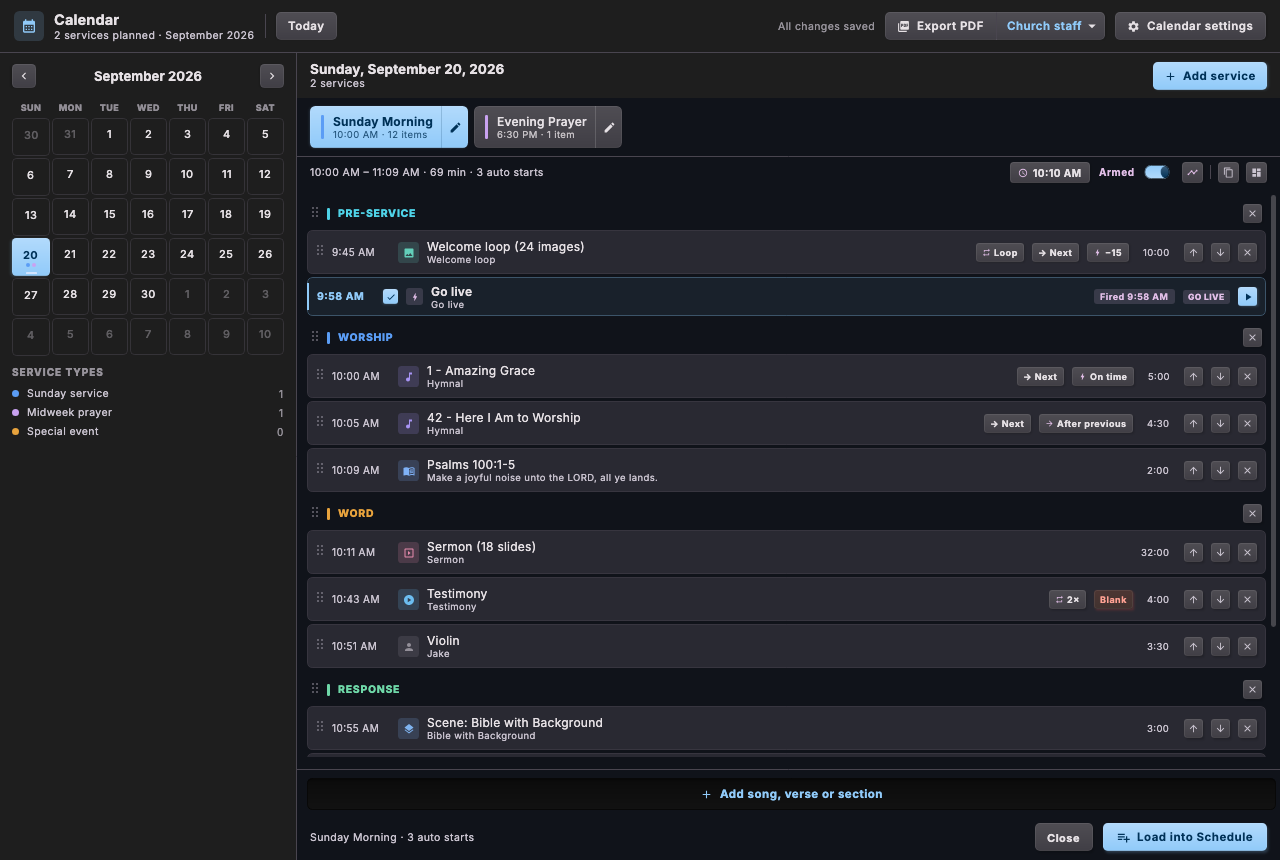 Calendar
2 services planned · September 2026
Today
All changes saved
Export PDF
Church staff
Calendar settings
September 2026
SUN MON TUE WED THU FRI SAT
30 31 1 2 3 4 5
6 7 8 9 10 11 12
13 14 15 16 17 18 19
20 21 22 23 24 25 26
27 28 29 30 1 2 3
4 5 6 7 8 9 10
SERVICE TYPES
Sunday service 1
Midweek prayer 1
Special event 0
Sunday, September 20, 2026
2 services
+ Add service
Sunday Morning
10:00 AM · 12 items
Evening Prayer
6:30 PM · 1 item
10:00 AM – 11:09 AM · 69 min · 3 auto starts
10:10 AM
Armed
PRE-SERVICE
9:45 AM
Welcome loop (24 images)
Welcome loop
Loop
→ Next
−15
10:00
9:58 AM
Go live
Go live
Fired 9:58 AM
GO LIVE
WORSHIP
10:00 AM
1 - Amazing Grace
Hymnal
→ Next
On time
5:00
10:05 AM
42 - Here I Am to Worship
Hymnal
→ Next
→ After previous
4:30
10:09 AM
Psalms 100:1-5
Make a joyful noise unto the LORD, all ye lands.
2:00
WORD
10:11 AM
Sermon (18 slides)
Sermon
32:00
10:43 AM
Testimony
Testimony
2×
Blank
4:00
10:51 AM
Violin
Jake
3:30
RESPONSE
10:55 AM
Scene: Bible with Background
Bible with Background
3:00
+ Add song, verse or section
Sunday Morning · 3 auto starts
Close
Load into Schedule